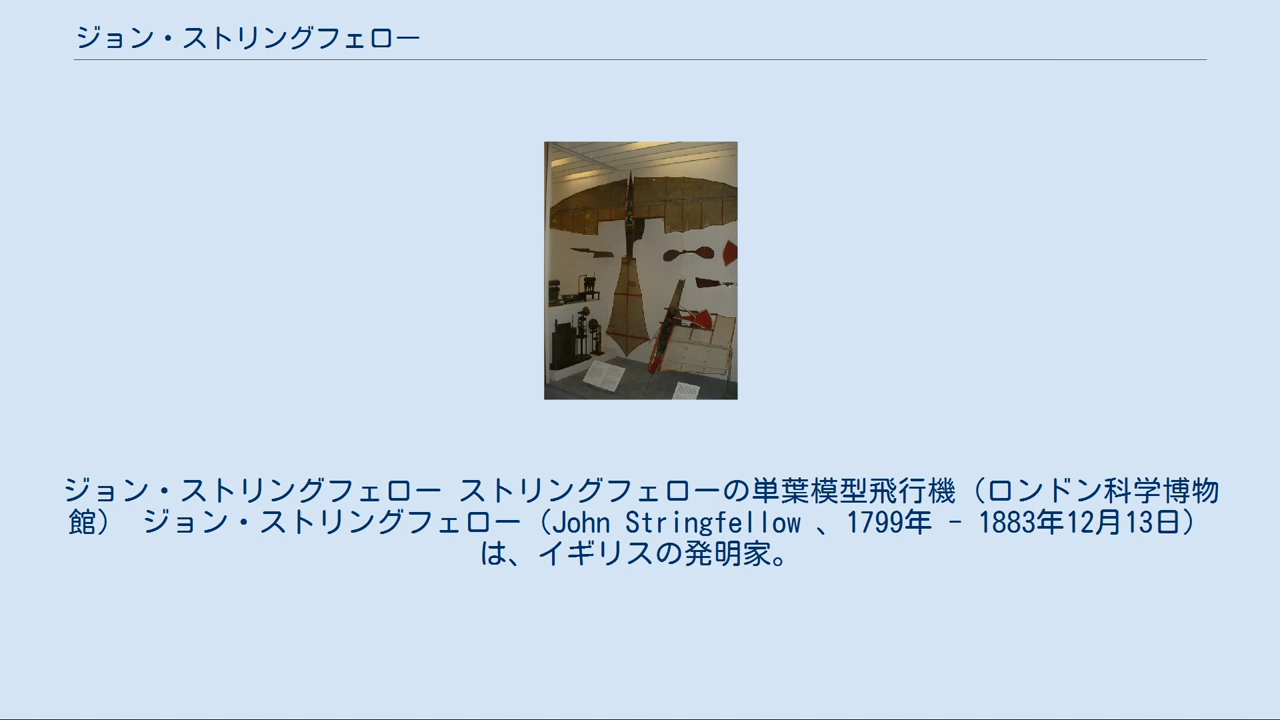 ジョン・ストリングフェロー
ジョン・ストリングフェロー ストリングフェローの単葉模型飛行機（ロンドン科学博物
館） ジョン・ストリングフェロー（John Stringfellow 、1799年 - 1883年12月13日）
は、イギリスの発明家。